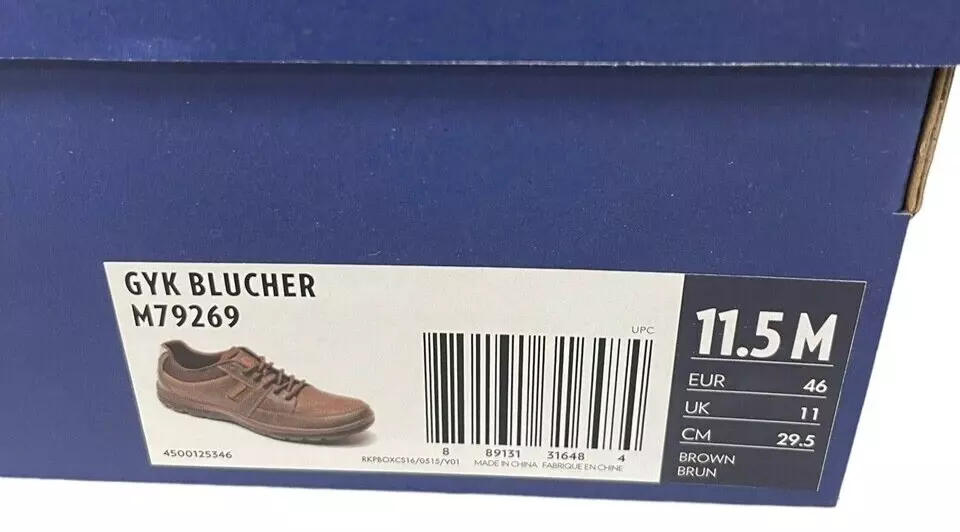 GYK BLUCHER
M79269
UPC
8 89131 31648 4
4500125346
RKPBOXCS16/0515/V01
MADE IN CHINA FABRIQUE EN CHINE
11.5 M
EUR 46
UK 11
CM 29.5
BROWN
BRUN